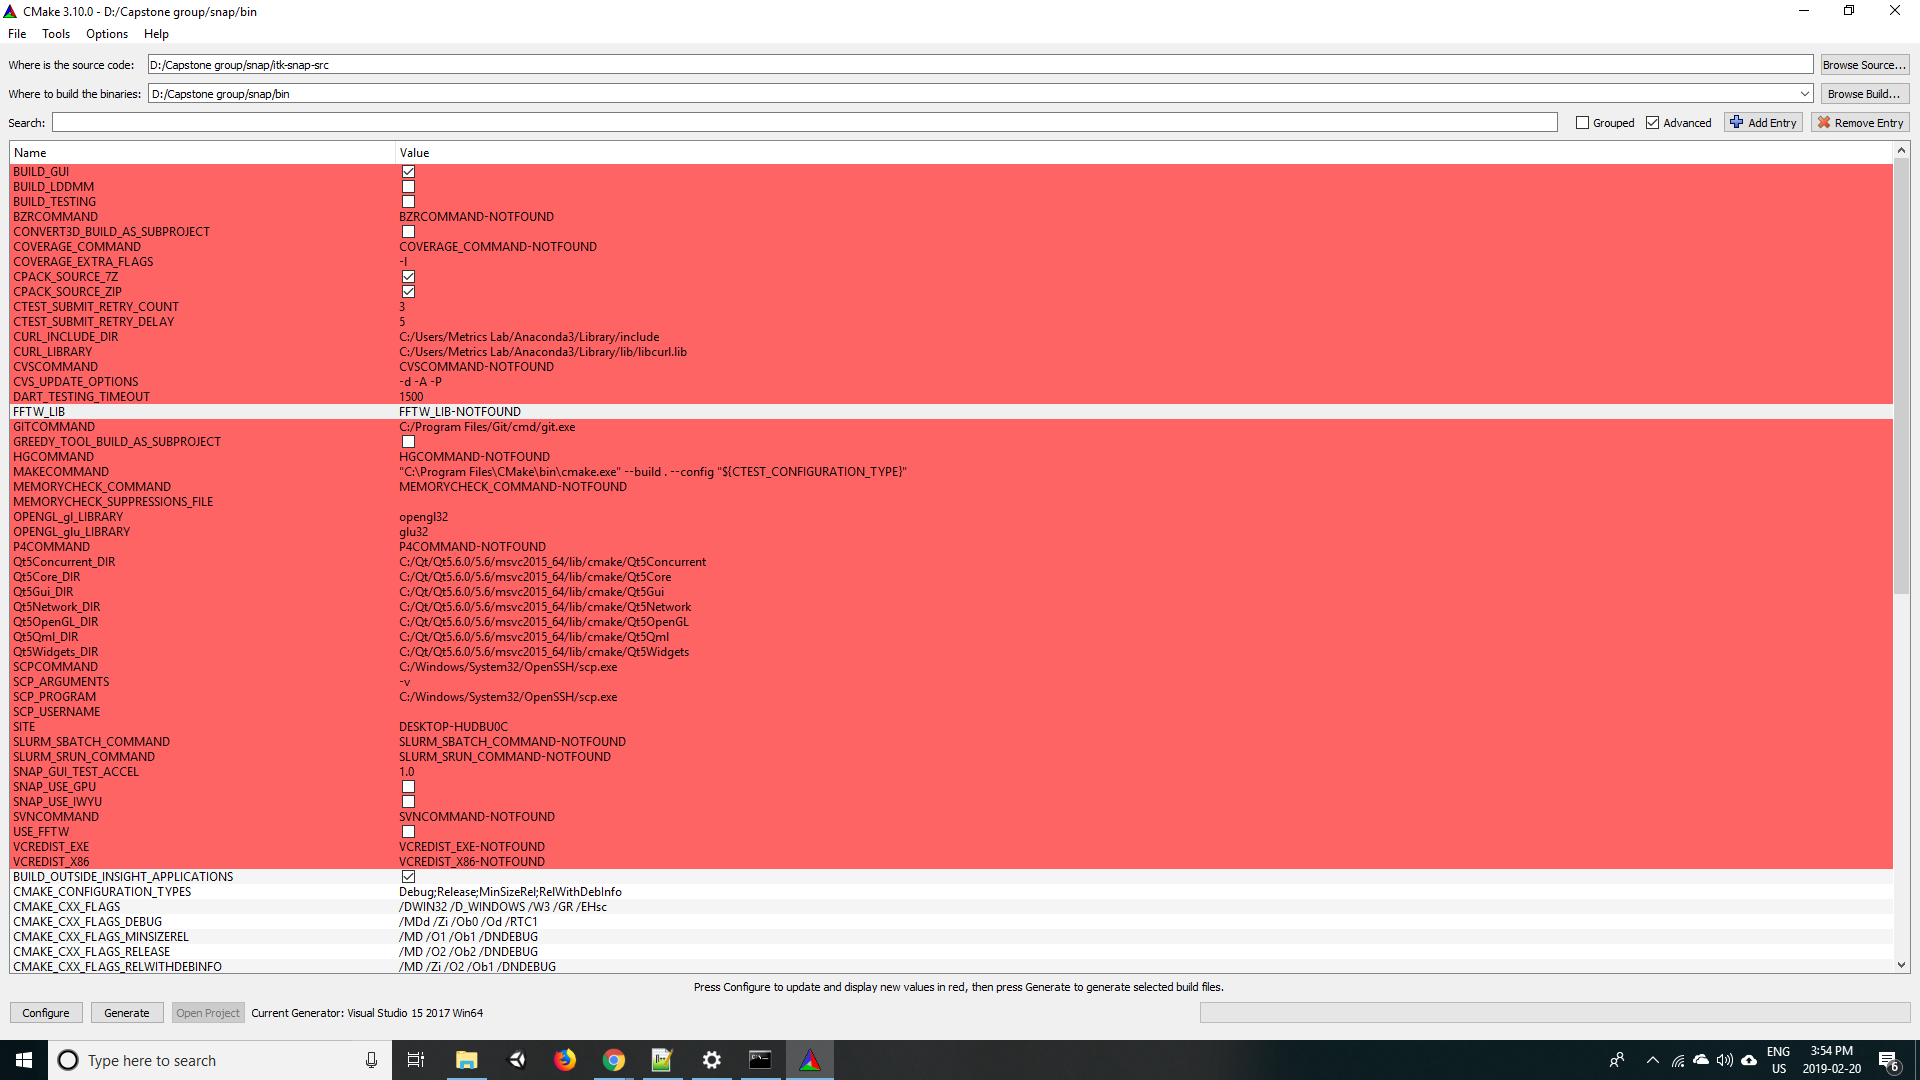 CMake 3.10.0 - D:/Capstone group/snap/bin
File Tools Options Help
Where is the source code: D:/Capstone group/snap/itk-snap-src Browse Source...
Where to build the binaries: D:/Capstone group/snap/bin Browse Build...
Search: Grouped Advanced Add Entry Remove Entry
Name Value
BUILD_GUI
BUILD_LDDMM
BUILD_TESTING
BZRCOMMAND BZRCOMMAND-NOTFOUND
CONVERT3D_BUILD_AS_SUBPROJECT
COVERAGE_COMMAND COVERAGE_COMMAND-NOTFOUND
COVERAGE_EXTRA_FLAGS -l
CPACK_SOURCE_7Z
CPACK_SOURCE_ZIP
CTEST_SUBMIT_RETRY_COUNT 3
CTEST_SUBMIT_RETRY_DELAY 5
CURL_INCLUDE_DIR C:/Users/Metrics Lab/Anaconda3/Library/include
CURL_LIBRARY C:/Users/Metrics Lab/Anaconda3/Library/lib/libcurl.lib
CVSCOMMAND CVSCOMMAND-NOTFOUND
CVS_UPDATE_OPTIONS -d -A -P
DART_TESTING_TIMEOUT 1500
FFTW_LIB FFTW_LIB-NOTFOUND
GITCOMMAND C:/Program Files/Git/cmd/git.exe
GREEDY_TOOL_BUILD_AS_SUBPROJECT
HGCOMMAND HGCOMMAND-NOTFOUND
MAKECOMMAND "C:\Program Files\CMake\bin\cmake.exe" --build . --config "${CTEST_CONFIGURATION_TYPE}"
MEMORYCHECK_COMMAND MEMORYCHECK_COMMAND-NOTFOUND
MEMORYCHECK_SUPPRESSIONS_FILE
OPENGL_gl_LIBRARY opengl32
OPENGL_glu_LIBRARY glu32
P4COMMAND P4COMMAND-NOTFOUND
Qt5Concurrent_DIR C:/Qt/Qt5.6.0/5.6/msvc2015_64/lib/cmake/Qt5Concurrent
Qt5Core_DIR C:/Qt/Qt5.6.0/5.6/msvc2015_64/lib/cmake/Qt5Core
Qt5Gui_DIR C:/Qt/Qt5.6.0/5.6/msvc2015_64/lib/cmake/Qt5Gui
Qt5Network_DIR C:/Qt/Qt5.6.0/5.6/msvc2015_64/lib/cmake/Qt5Network
Qt5OpenGL_DIR C:/Qt/Qt5.6.0/5.6/msvc2015_64/lib/cmake/Qt5OpenGL
Qt5Qml_DIR C:/Qt/Qt5.6.0/5.6/msvc2015_64/lib/cmake/Qt5Qml
Qt5Widgets_DIR C:/Qt/Qt5.6.0/5.6/msvc2015_64/lib/cmake/Qt5Widgets
SCPCOMMAND C:/Windows/System32/OpenSSH/scp.exe
SCP_ARGUMENTS -v
SCP_PROGRAM C:/Windows/System32/OpenSSH/scp.exe
SCP_USERNAME
SITE DESKTOP-HUDBU0C
SLURM_SBATCH_COMMAND SLURM_SBATCH_COMMAND-NOTFOUND
SLURM_SRUN_COMMAND SLURM_SRUN_COMMAND-NOTFOUND
SNAP_GUI_TEST_ACCEL 1.0
SNAP_USE_GPU
SNAP_USE_IWYU
SVNCOMMAND SVNCOMMAND-NOTFOUND
USE_FFTW
VCREDIST_EXE VCREDIST_EXE-NOTFOUND
VCREDIST_X86 VCREDIST_X86-NOTFOUND
BUILD_OUTSIDE_INSIGHT_APPLICATIONS
CMAKE_CONFIGURATION_TYPES Debug;Release;MinSizeRel;RelWithDebInfo
CMAKE_CXX_FLAGS /DWIN32 /D_WINDOWS /W3 /GR /EHsc
CMAKE_CXX_FLAGS_DEBUG /MDd /Zi /Ob0 /Od /RTC1
CMAKE_CXX_FLAGS_MINSIZEREL /MD /O1 /Ob1 /DNDEBUG
CMAKE_CXX_FLAGS_RELEASE /MD /O2 /Ob2 /DNDEBUG
CMAKE_CXX_FLAGS_RELWITHDEBINFO /MD /Zi /O2 /Ob1 /DNDEBUG
Press Configure to update and display new values in red, then press Generate to generate selected build files.
Configure Generate Open Project Current Generator: Visual Studio 15 2017 Win64
Type here to search
ENG 3:54 PM
US 2019-02-20 6